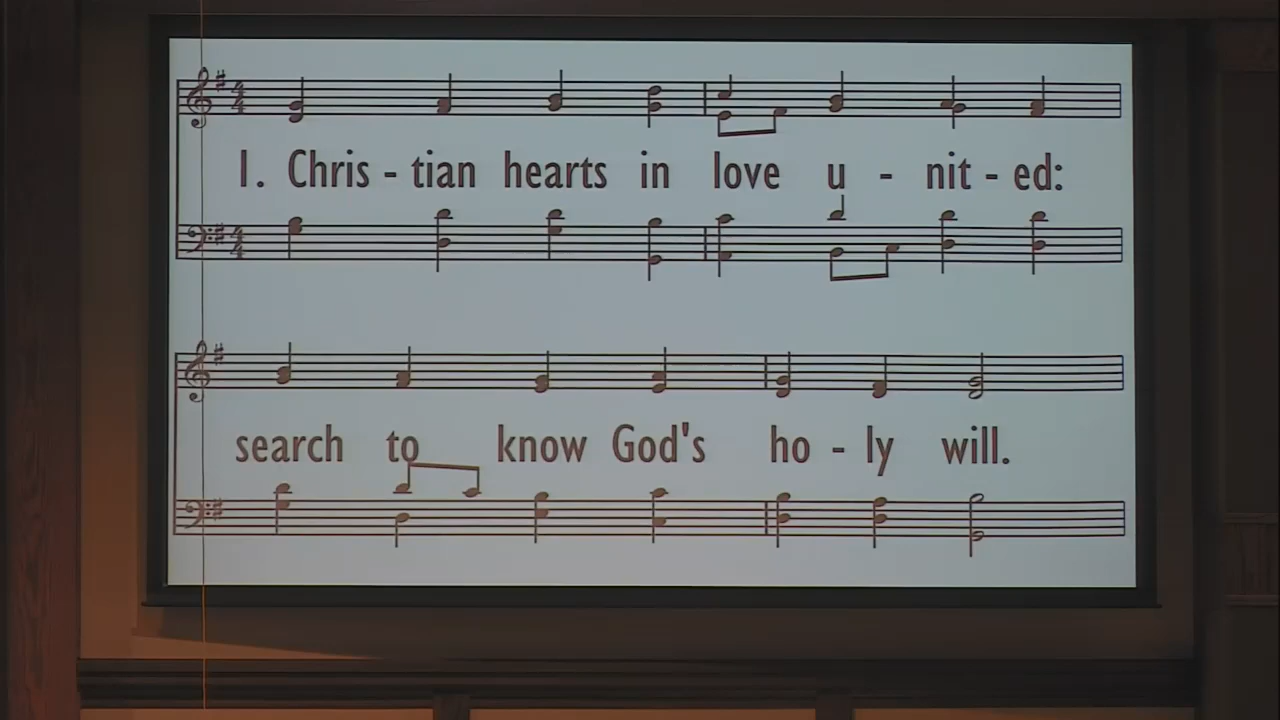 1. Chris - tian hearts in love u - nit - ed:
search to know God's ho - ly will.